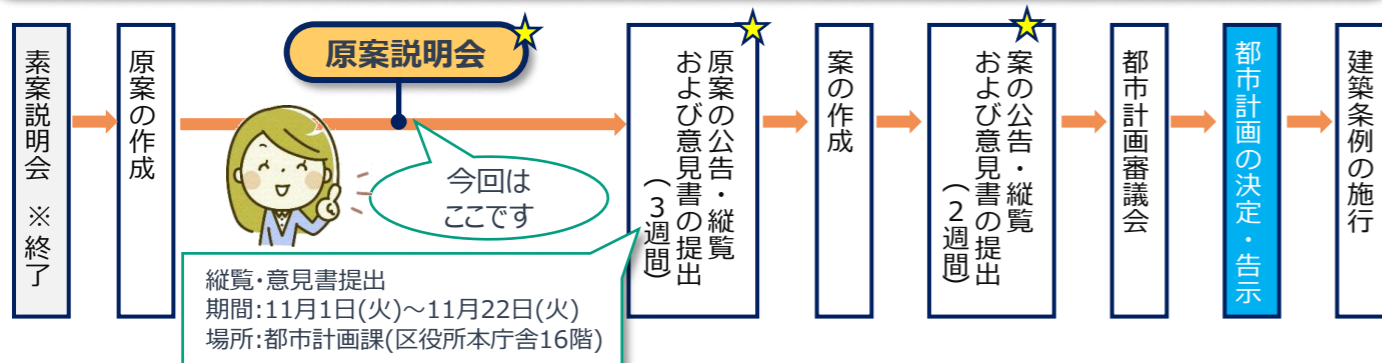 素案説明会 ※終了
原案の作成
原案説明会
今回は
ここです
縦覧・意見書提出
期間:11月1日(火)～11月22日(火)
場所:都市計画課(区役所本庁舎16階)
原案の公告・縦覧
および意見書の提出
(3週間)
案の作成
案の公告・縦覧
および意見書の提出
(2週間)
都市計画審議会
都市計画の決定・告示
建築条例の施行